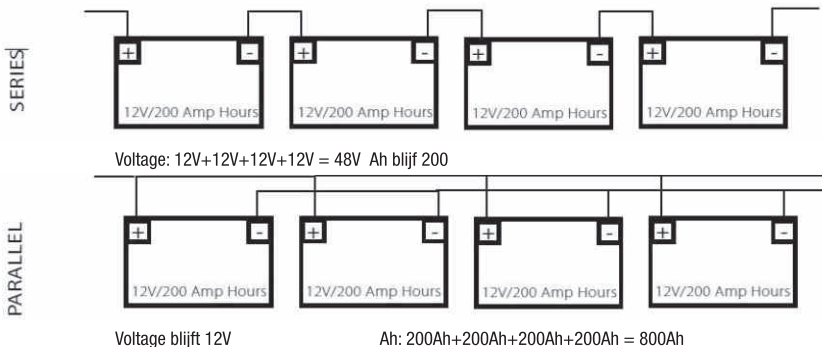 SERIES
+ - + - + - + -
12V/200 Amp Hours 12V/200 Amp Hours 12V/200 Amp Hours 12V/200 Amp Hours
Voltage: 12V+12V+12V+12V = 48V Ah blijf 200
PARALLEL
+ - + - + - + -
12V/200 Amp Hours 12V/200 Amp Hours 12V/200 Amp Hours 12V/200 Amp Hours
Voltage blijft 12V Ah: 200Ah+200Ah+200Ah+200Ah = 800Ah